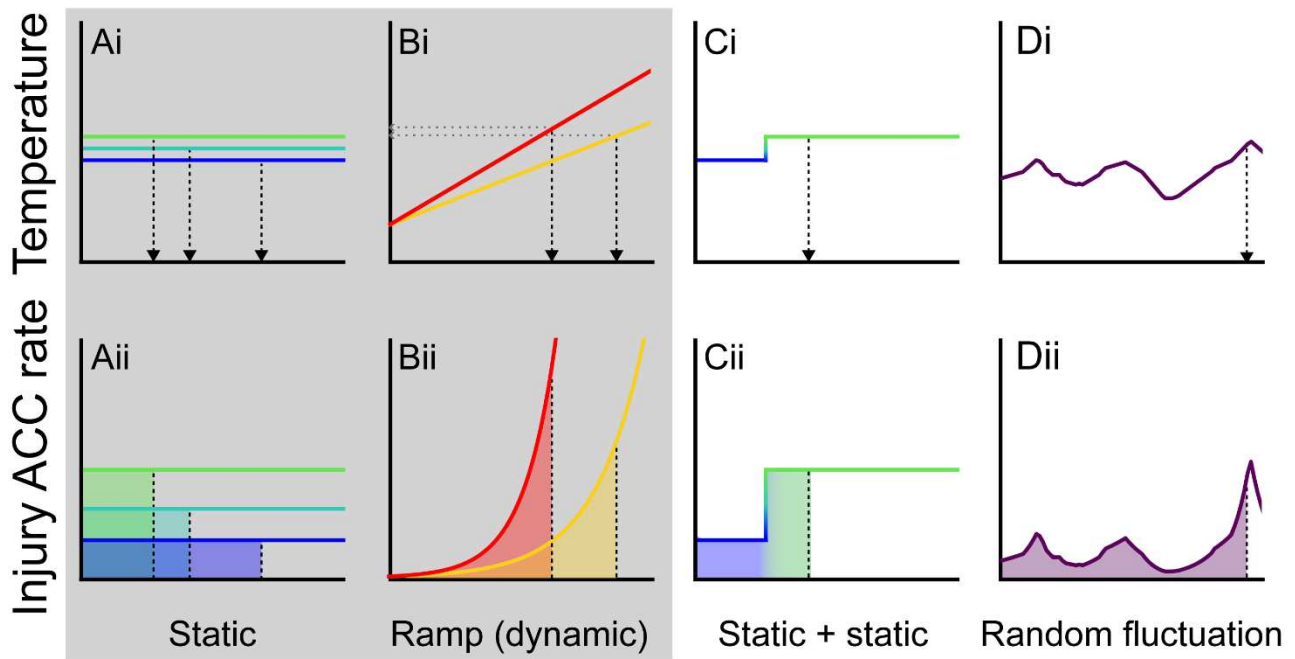 Temperature
Ai
Bi
Ci
Di
Injury ACC rate
Aii
Bii
Cii
Dii
Static
Ramp (dynamic)
Static + static
Random fluctuation